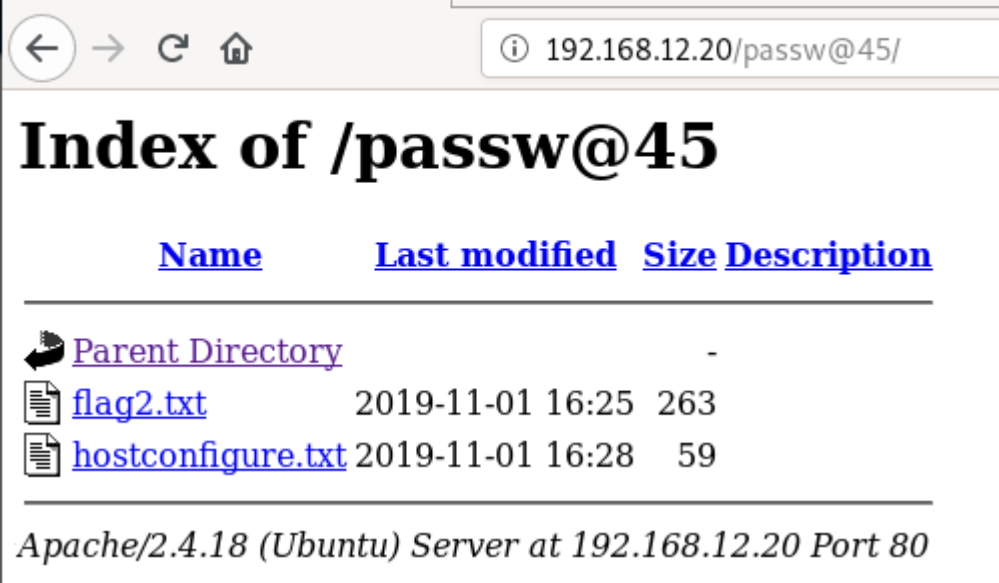 192.168.12.20/passw@45/
Index of /passw@45
Name Last modified Size Description
Parent Directory -
flag2.txt 2019-11-01 16:25 263
hostconfigure.txt 2019-11-01 16:28 59
Apache/2.4.18 (Ubuntu) Server at 192.168.12.20 Port 80